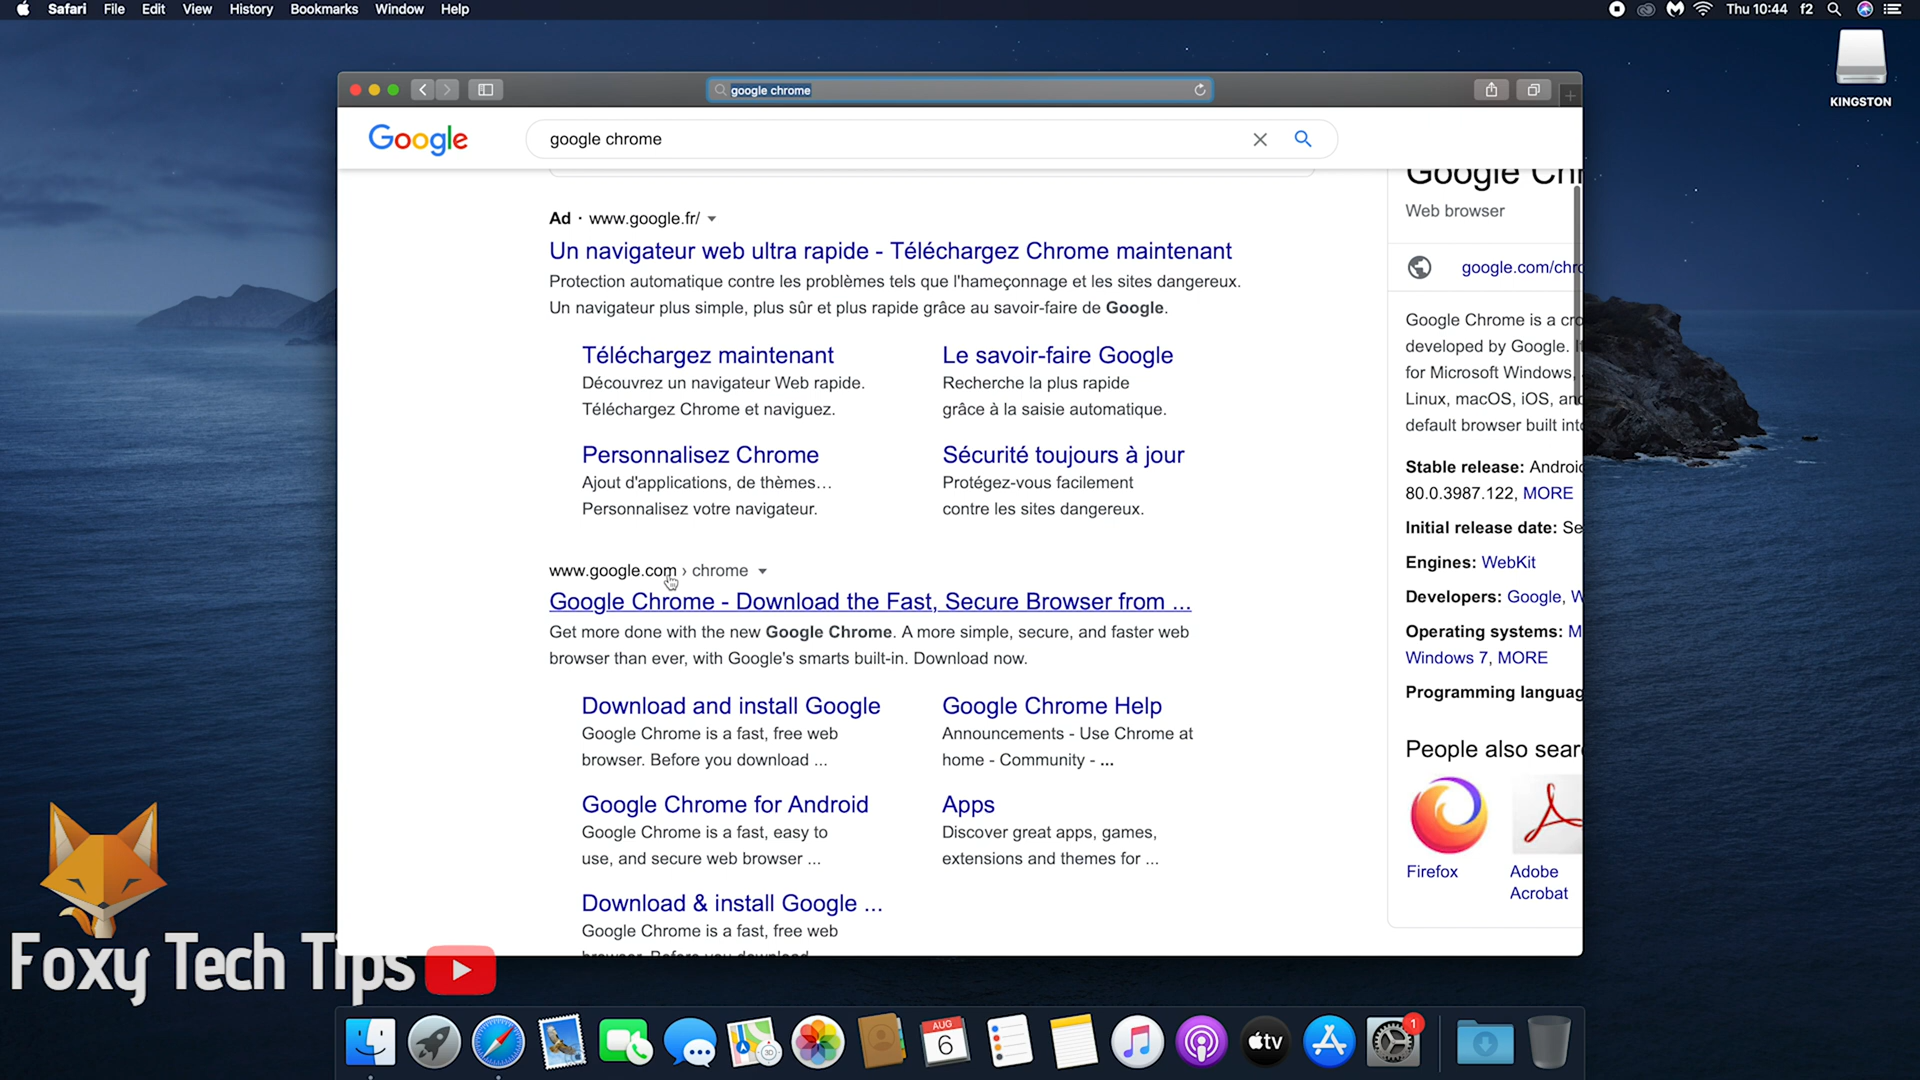 Safari File Edit View History Bookmarks Window Help
Thu 10:44 f2
KINGSTON
google chrome
Google
google chrome
Ad · www.google.fr/
Un navigateur web ultra rapide - Téléchargez Chrome maintenant
Protection automatique contre les problèmes tels que l'hameçonnage et les sites dangereux.
Un navigateur plus simple, plus sûr et plus rapide grâce au savoir-faire de Google.
Téléchargez maintenant
Découvrez un navigateur Web rapide.
Téléchargez Chrome et naviguez.
Le savoir-faire Google
Recherche la plus rapide
grâce à la saisie automatique.
Personnalisez Chrome
Ajout d'applications, de thèmes...
Personnalisez votre navigateur.
Sécurité toujours à jour
Protégez-vous facilement
contre les sites dangereux.
www.google.com › chrome
Google Chrome - Download the Fast, Secure Browser from ...
Get more done with the new Google Chrome. A more simple, secure, and faster web
browser than ever, with Google's smarts built-in. Download now.
Download and install Google
Google Chrome is a fast, free web
browser. Before you download ...
Google Chrome Help
Announcements - Use Chrome at
home - Community - ...
Google Chrome for Android
Google Chrome is a fast, easy to
use, and secure web browser ...
Apps
Discover great apps, games,
extensions and themes for ...
Download & install Google ...
Google Chrome is a fast, free web
browser. Before you download
Google Chr
Web browser
google.com/chro
Google Chrome is a cro
developed by Google. I
for Microsoft Windows,
Linux, macOS, iOS, and
default browser built into
Stable release: Android
80.0.3987.122, MORE
Initial release date: Se
Engines: WebKit
Developers: Google, W
Operating systems: M
Windows 7, MORE
Programming languag
People also sear
Firefox
Adobe
Acrobat
Foxy Tech Tips
AUG
6
3D
tv
1